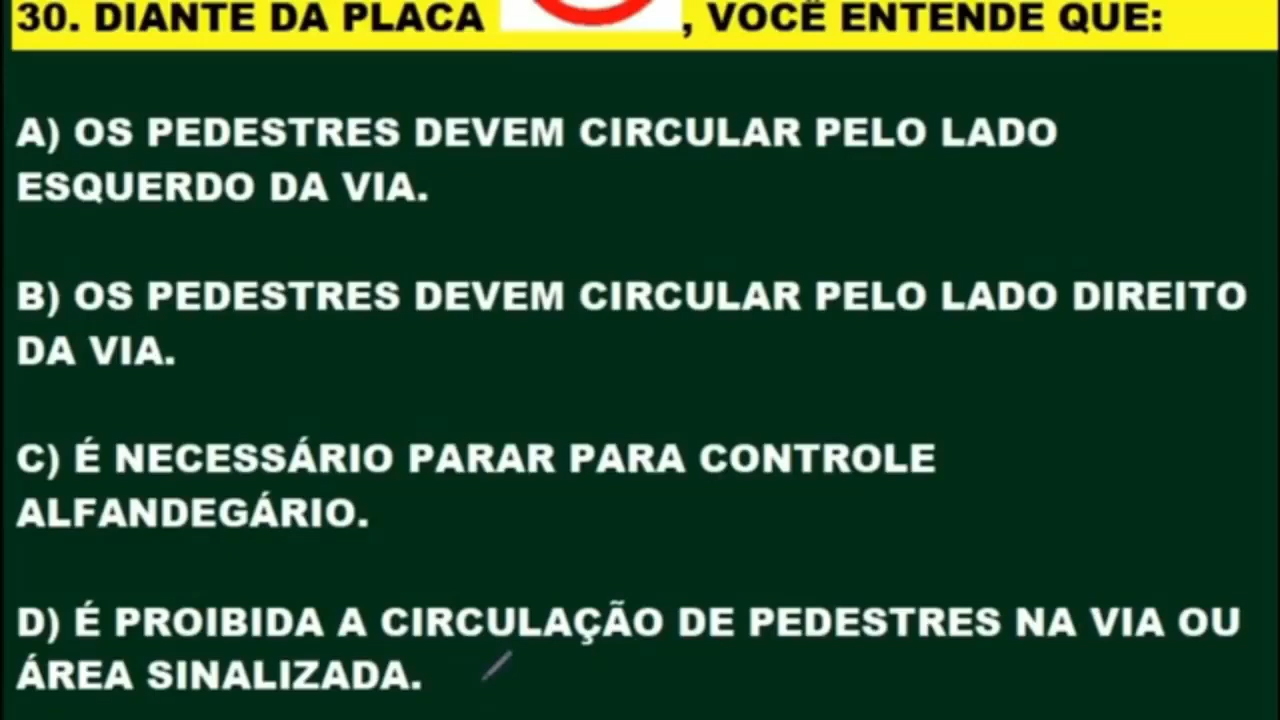 30. DIANTE DA PLACA , VOCÊ ENTENDE QUE:
A) OS PEDESTRES DEVEM CIRCULAR PELO LADO
ESQUERDO DA VIA.
B) OS PEDESTRES DEVEM CIRCULAR PELO LADO DIREITO
DA VIA.
C) É NECESSÁRIO PARAR PARA CONTROLE
ALFANDEGÁRIO.
D) É PROIBIDA A CIRCULAÇÃO DE PEDESTRES NA VIA OU
ÁREA SINALIZADA.